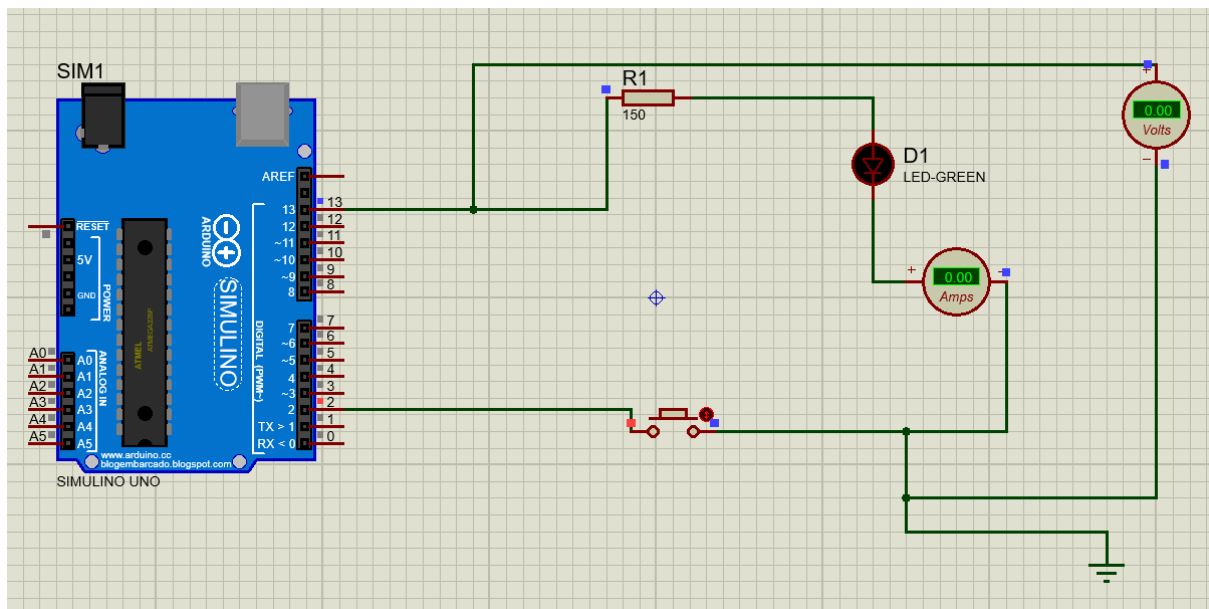 SIM1
R1
150
D1
LED-GREEN
+
0.00
Volts
−
+
0.00
Amps
-
AREF
13
12
~11
~10
~9
8
7
~6
~5
4
~3
2
TX > 1
RX < 0
13
12
11
10
9
8
7
6
5
4
3
2
1
0
RESET
5V
GND
POWER
A0
A1
A2
A3
A4
A5
A0
A1
A2
A3
A4
A5
ANALOG IN
ATMEL
ATMEGA328P
ARDUINO
SIMULINO
DIGITAL (PWM~)
www.arduino.cc
blogembarcado.blogspot.com
SIMULINO UNO